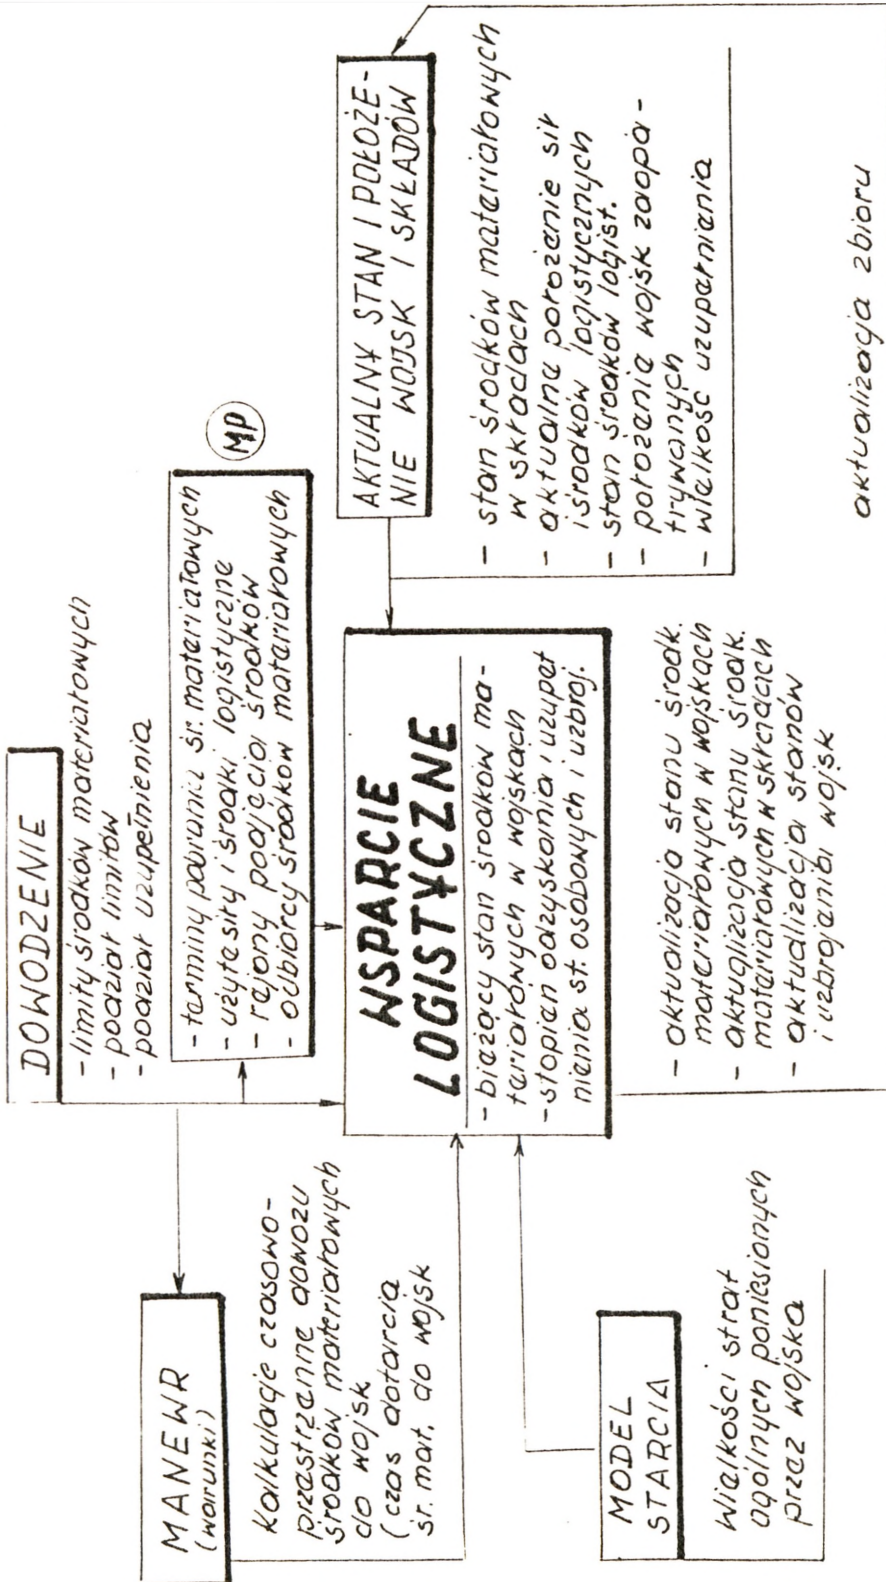 DOWODZENIE
- limity środków materiałowych
- podział limitów
- podział uzupełnienia
- terminy pobrania śr. materiałowych
- użyte siły i środki logistyczne
- rejony podjęcia środków
- odbiorcy środków materiałowych
MP
MANEWR
(warunki)
Kalkulacje czasowo-
przestrzenne dowozu
środków materiałowych
do wojsk
(czas dotarcia
śr. mat. do wojsk
WSPARCIE
LOGISTYCZNE
- bieżący stan środków ma-
teriałowych w wojskach
- stopień odzyskania i uzupeł
nienia st. osobowych i uzbroj.
AKTUALNY STAN I POŁOŻE-
NIE WOJSK I SKŁADÓW
- stan środków materiałowych
w składach
- aktualne położenie sił
i środków logistycznych
- stan środków logist.
- położenie wojsk zaopa-
trywanych
- wielkość uzupełnienia
MODEL
STARCIA
Wielkości strat
ogólnych poniesionych
przez wojska
- aktualizacja stanu środk.
materiałowych w wojskach
- aktualizacja stanu środk.
materiałowych w składach
- aktualizacja stanów
i uzbrojenia wojsk
aktualizacja zbioru